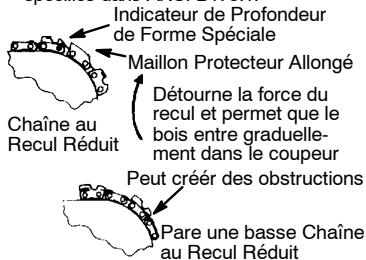 Indicateur de Profondeur
de Forme Spéciale
Maillon Protecteur Allongé
Détourne la force du
recul et permet que le
bois entre graduelle-
ment dans le coupeur
Chaîne au
Recul Réduit
Peut créér des obstructions
Pare une basse Chaîne
au Recul Réduit